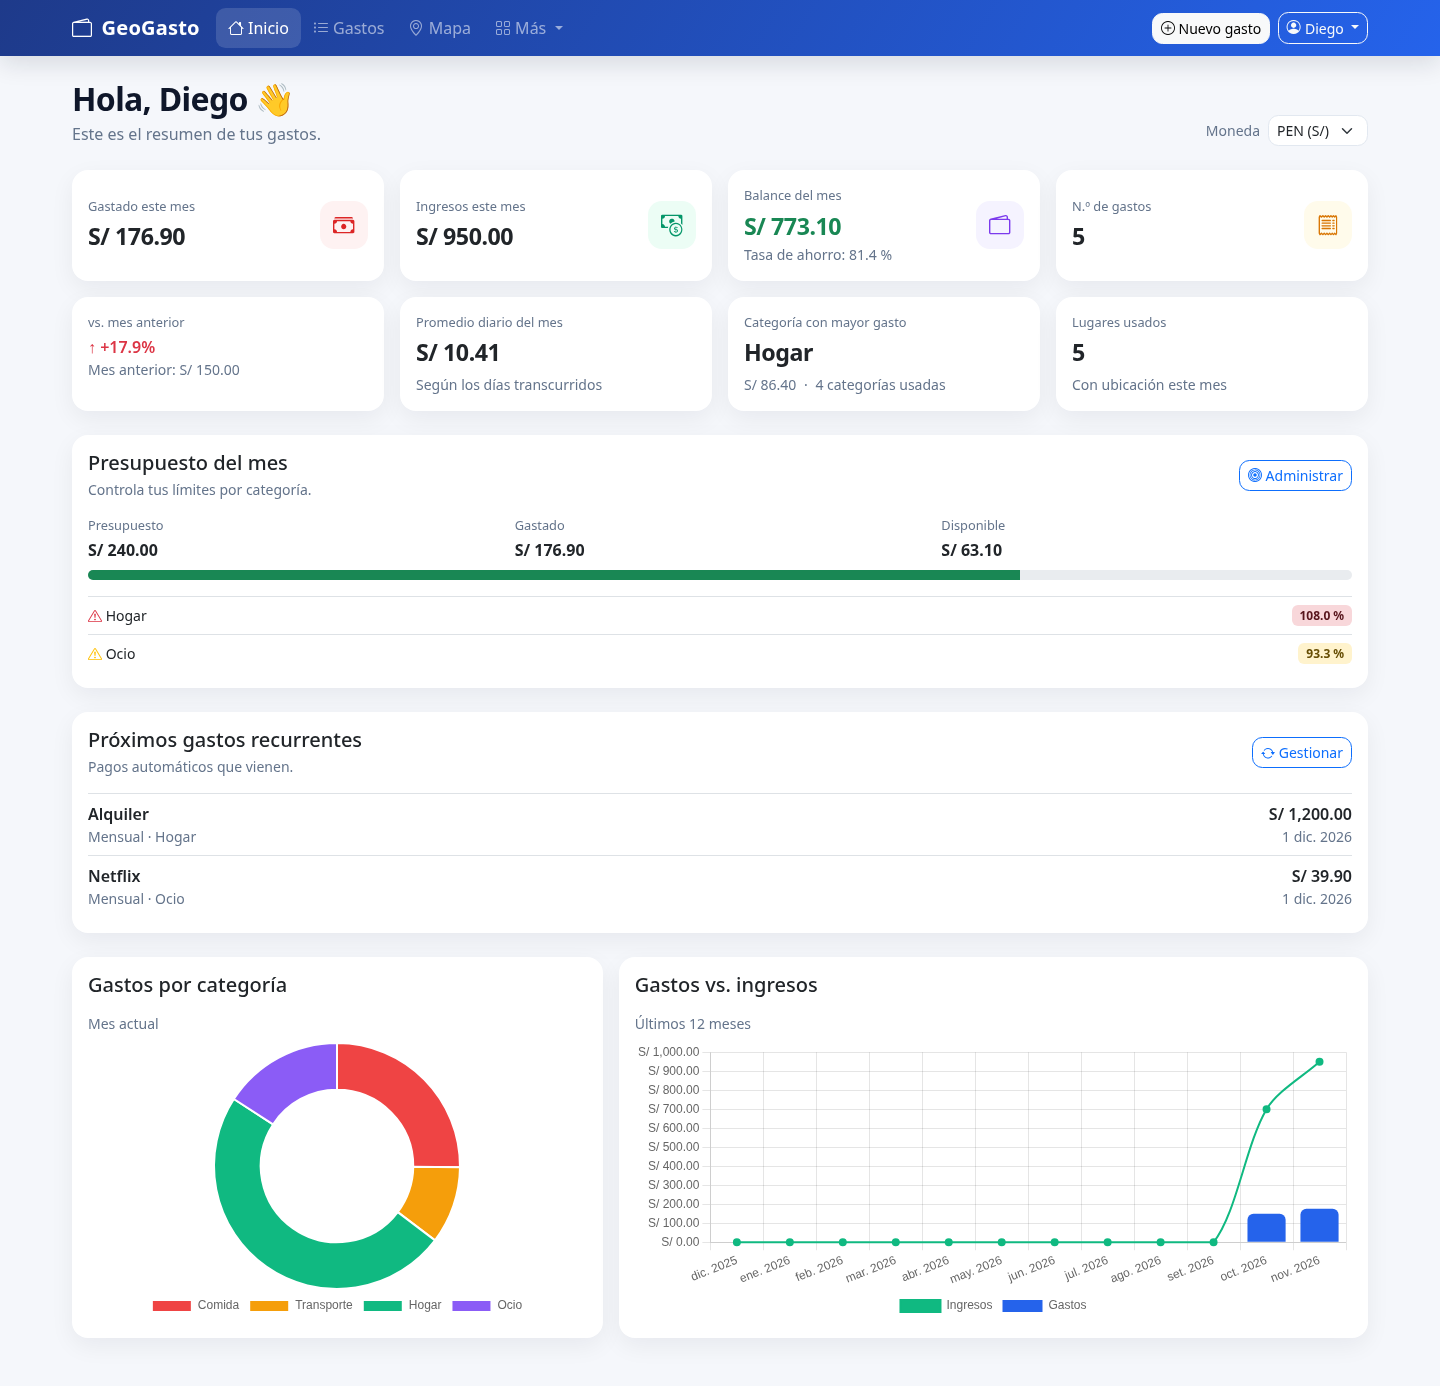 GeoGasto
Inicio
Gastos
Mapa
Más
Nuevo gasto
Diego
Hola, Diego 👋
Este es el resumen de tus gastos.
Moneda
PEN (S/)
Gastado este mes
S/ 176.90
Ingresos este mes
S/ 950.00
Balance del mes
S/ 773.10
Tasa de ahorro: 81.4 %
N.º de gastos
5
vs. mes anterior
↑ +17.9%
Mes anterior: S/ 150.00
Promedio diario del mes
S/ 10.41
Según los días transcurridos
Categoría con mayor gasto
Hogar
S/ 86.40 · 4 categorías usadas
Lugares usados
5
Con ubicación este mes
Presupuesto del mes
Controla tus límites por categoría.
Administrar
Presupuesto
S/ 240.00
Gastado
S/ 176.90
Disponible
S/ 63.10
Hogar
108.0 %
Ocio
93.3 %
Próximos gastos recurrentes
Pagos automáticos que vienen.
Gestionar
Alquiler
Mensual · Hogar
S/ 1,200.00
1 dic. 2026
Netflix
Mensual · Ocio
S/ 39.90
1 dic. 2026
Gastos por categoría
Mes actual
Comida
Transporte
Hogar
Ocio
Gastos vs. ingresos
Últimos 12 meses
S/ 1,000.00
S/ 900.00
S/ 800.00
S/ 700.00
S/ 600.00
S/ 500.00
S/ 400.00
S/ 300.00
S/ 200.00
S/ 100.00
S/ 0.00
dic. 2025
ene. 2026
feb. 2026
mar. 2026
abr. 2026
may. 2026
jun. 2026
jul. 2026
ago. 2026
set. 2026
oct. 2026
nov. 2026
Ingresos
Gastos